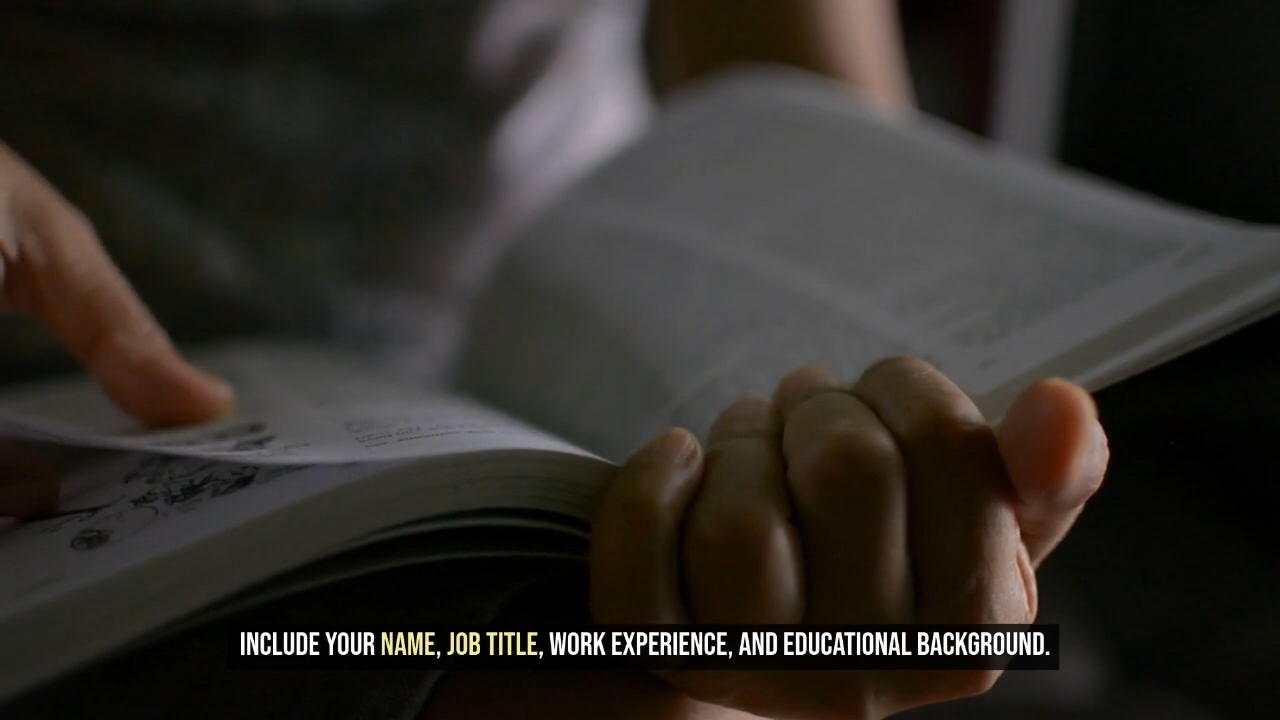 INCLUDE YOUR NAME, JOB TITLE, WORK EXPERIENCE, AND EDUCATIONAL BACKGROUND.